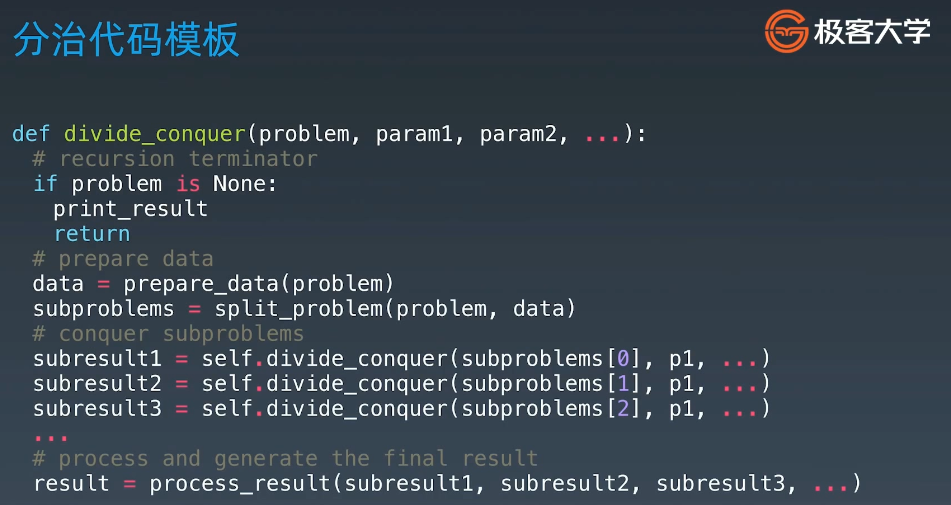 分治代码模板
极客大学
def divide_conquer(problem, param1, param2, ...):
# recursion terminator
if problem is None:
print_result
return
# prepare data
data = prepare_data(problem)
subproblems = split_problem(problem, data)
# conquer subproblems
subresult1 = self.divide_conquer(subproblems[0], p1, ...)
subresult2 = self.divide_conquer(subproblems[1], p1, ...)
subresult3 = self.divide_conquer(subproblems[2], p1, ...)
...
# process and generate the final result
result = process_result(subresult1, subresult2, subresult3, ...)